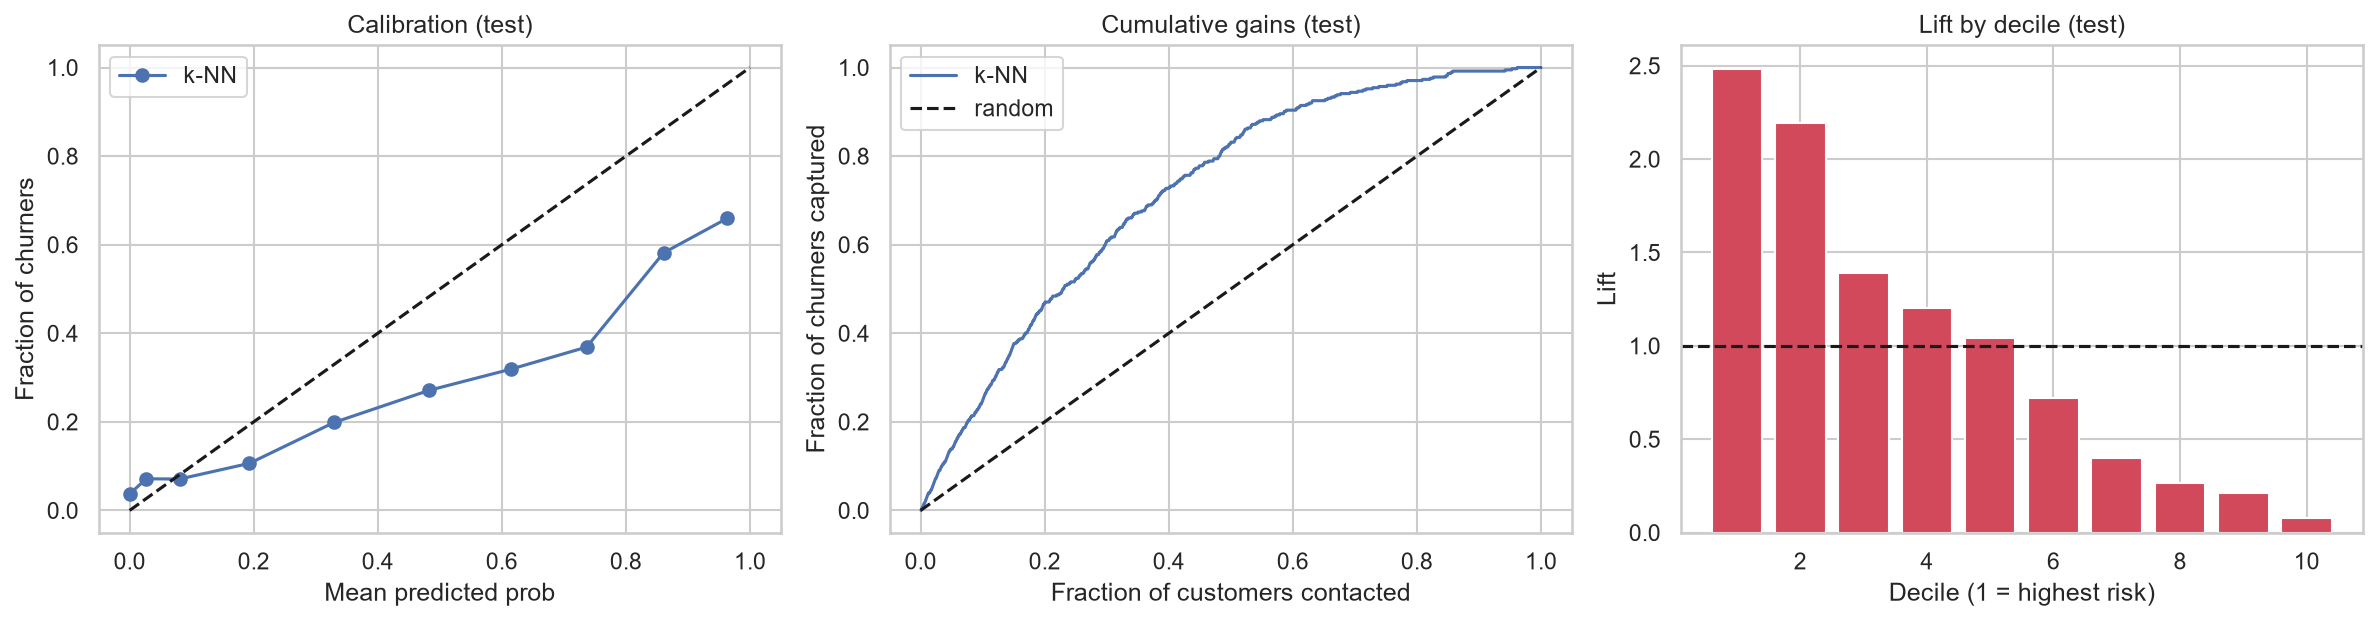 Calibration (test)
k-NN
Fraction of churners
1.0
0.8
0.6
0.4
0.2
0.0
0.0 0.2 0.4 0.6 0.8 1.0
Mean predicted prob
Cumulative gains (test)
k-NN
random
Fraction of churners captured
1.0
0.8
0.6
0.4
0.2
0.0
0.0 0.2 0.4 0.6 0.8 1.0
Fraction of customers contacted
Lift by decile (test)
Lift
2.5
2.0
1.5
1.0
0.5
0.0
2 4 6 8 10
Decile (1 = highest risk)